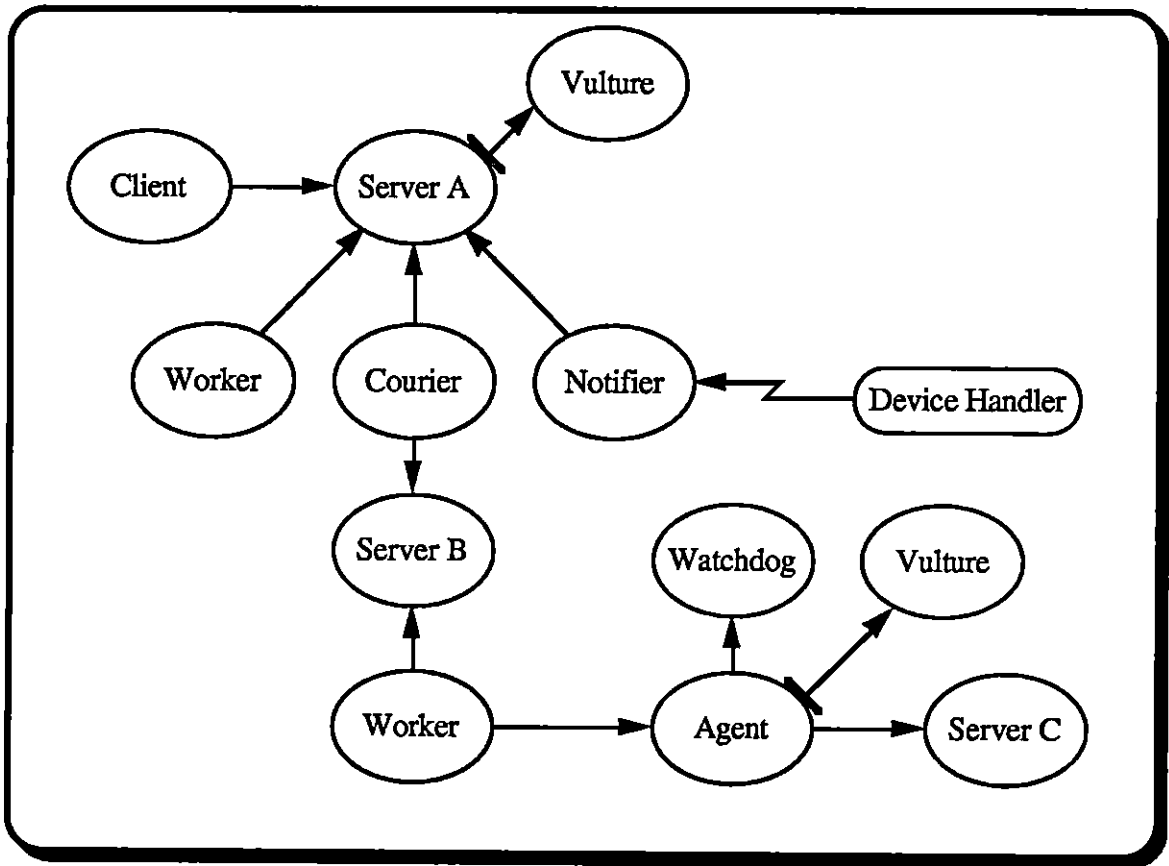 Vulture
Client
Server A
Worker
Courier
Notifier
Device Handler
Server B
Watchdog
Vulture
Worker
Agent
Server C